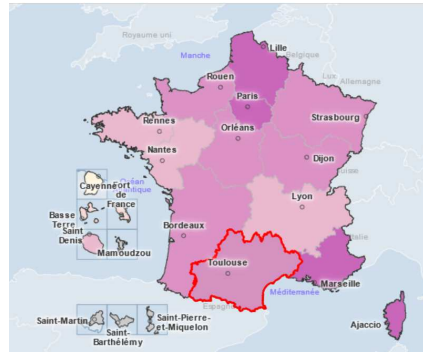 Royaume uni
Lille
Belgique
Manche
Lux
Allemagne
Rouen
Paris
Strasbourg
Rennes
Orléans
Nantes
Dijon
Suisse
Cayenne
Fort de France
Océan
Lyon
Basse Terre
Saint Denis
Mamoudzou
Bordeaux
Italie
Toulouse
Marseille
Espagne
Méditerranée
Saint-Martin
Saint-Barthélémy
Saint-Pierre-et-Miquelon
Ajaccio